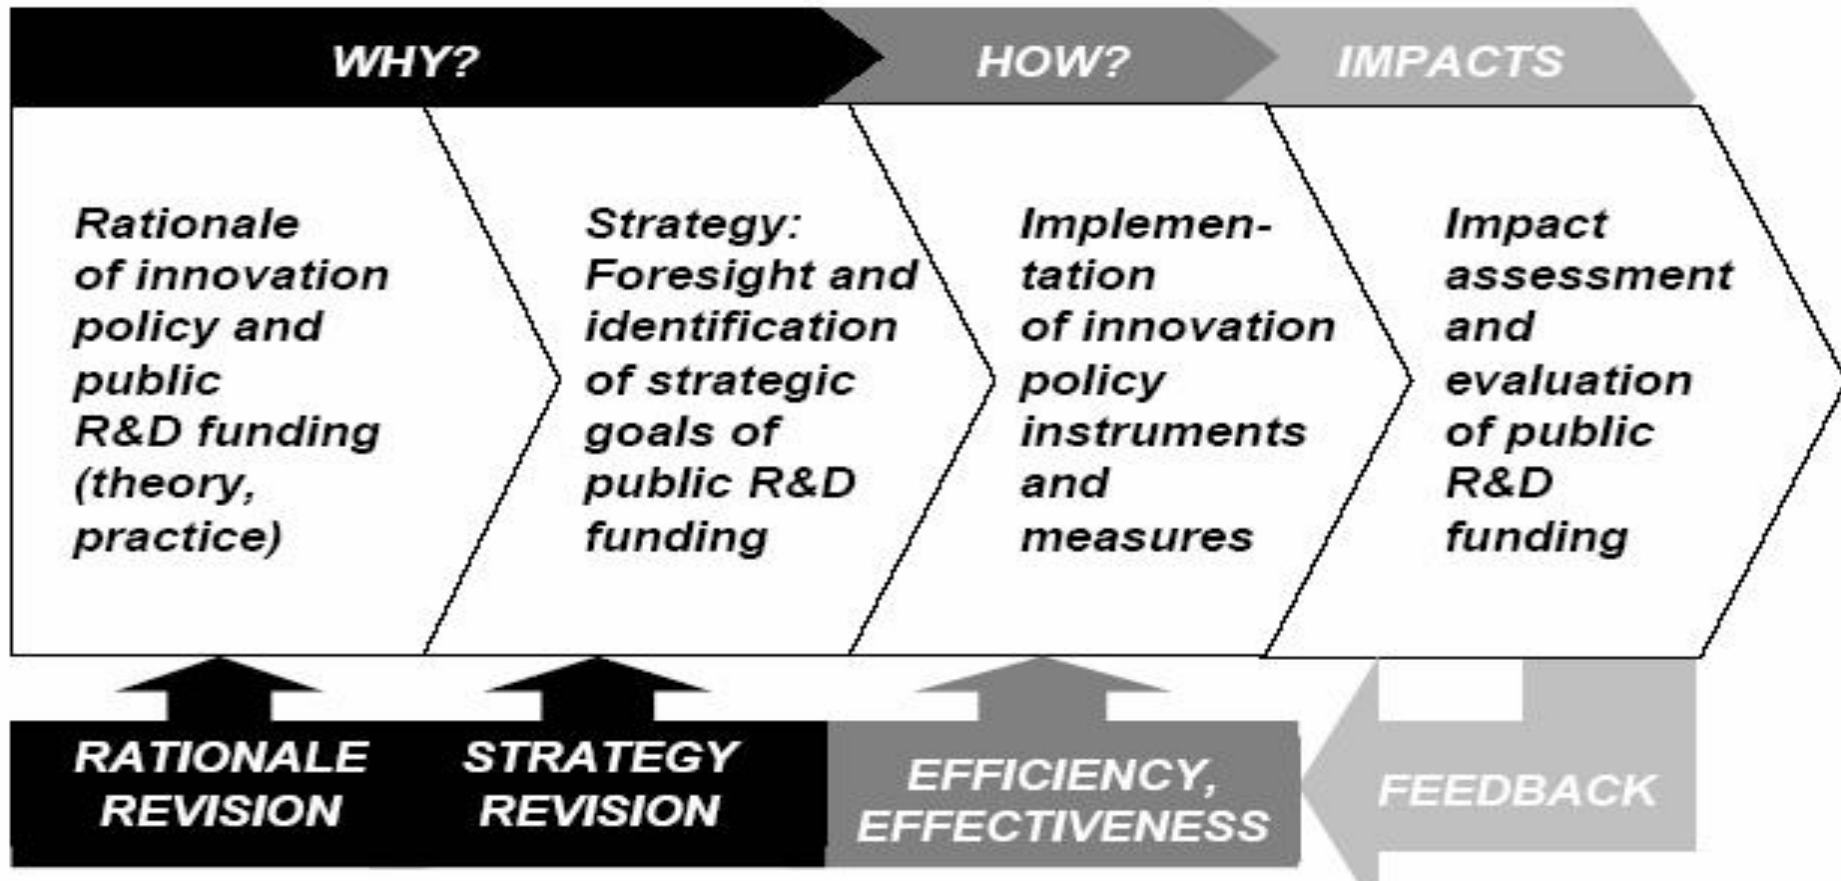 WHY?
HOW?
IMPACTS
Rationale
of innovation
policy and
public
R&D funding
(theory,
practice)
Strategy:
Foresight and
identification
of strategic
goals of
public R&D
funding
Implemen-
tation
of innovation
policy
instruments
and
measures
Impact
assessment
and
evaluation
of public
R&D
funding
RATIONALE
REVISION
STRATEGY
REVISION
EFFICIENCY,
EFFECTIVENESS
FEEDBACK